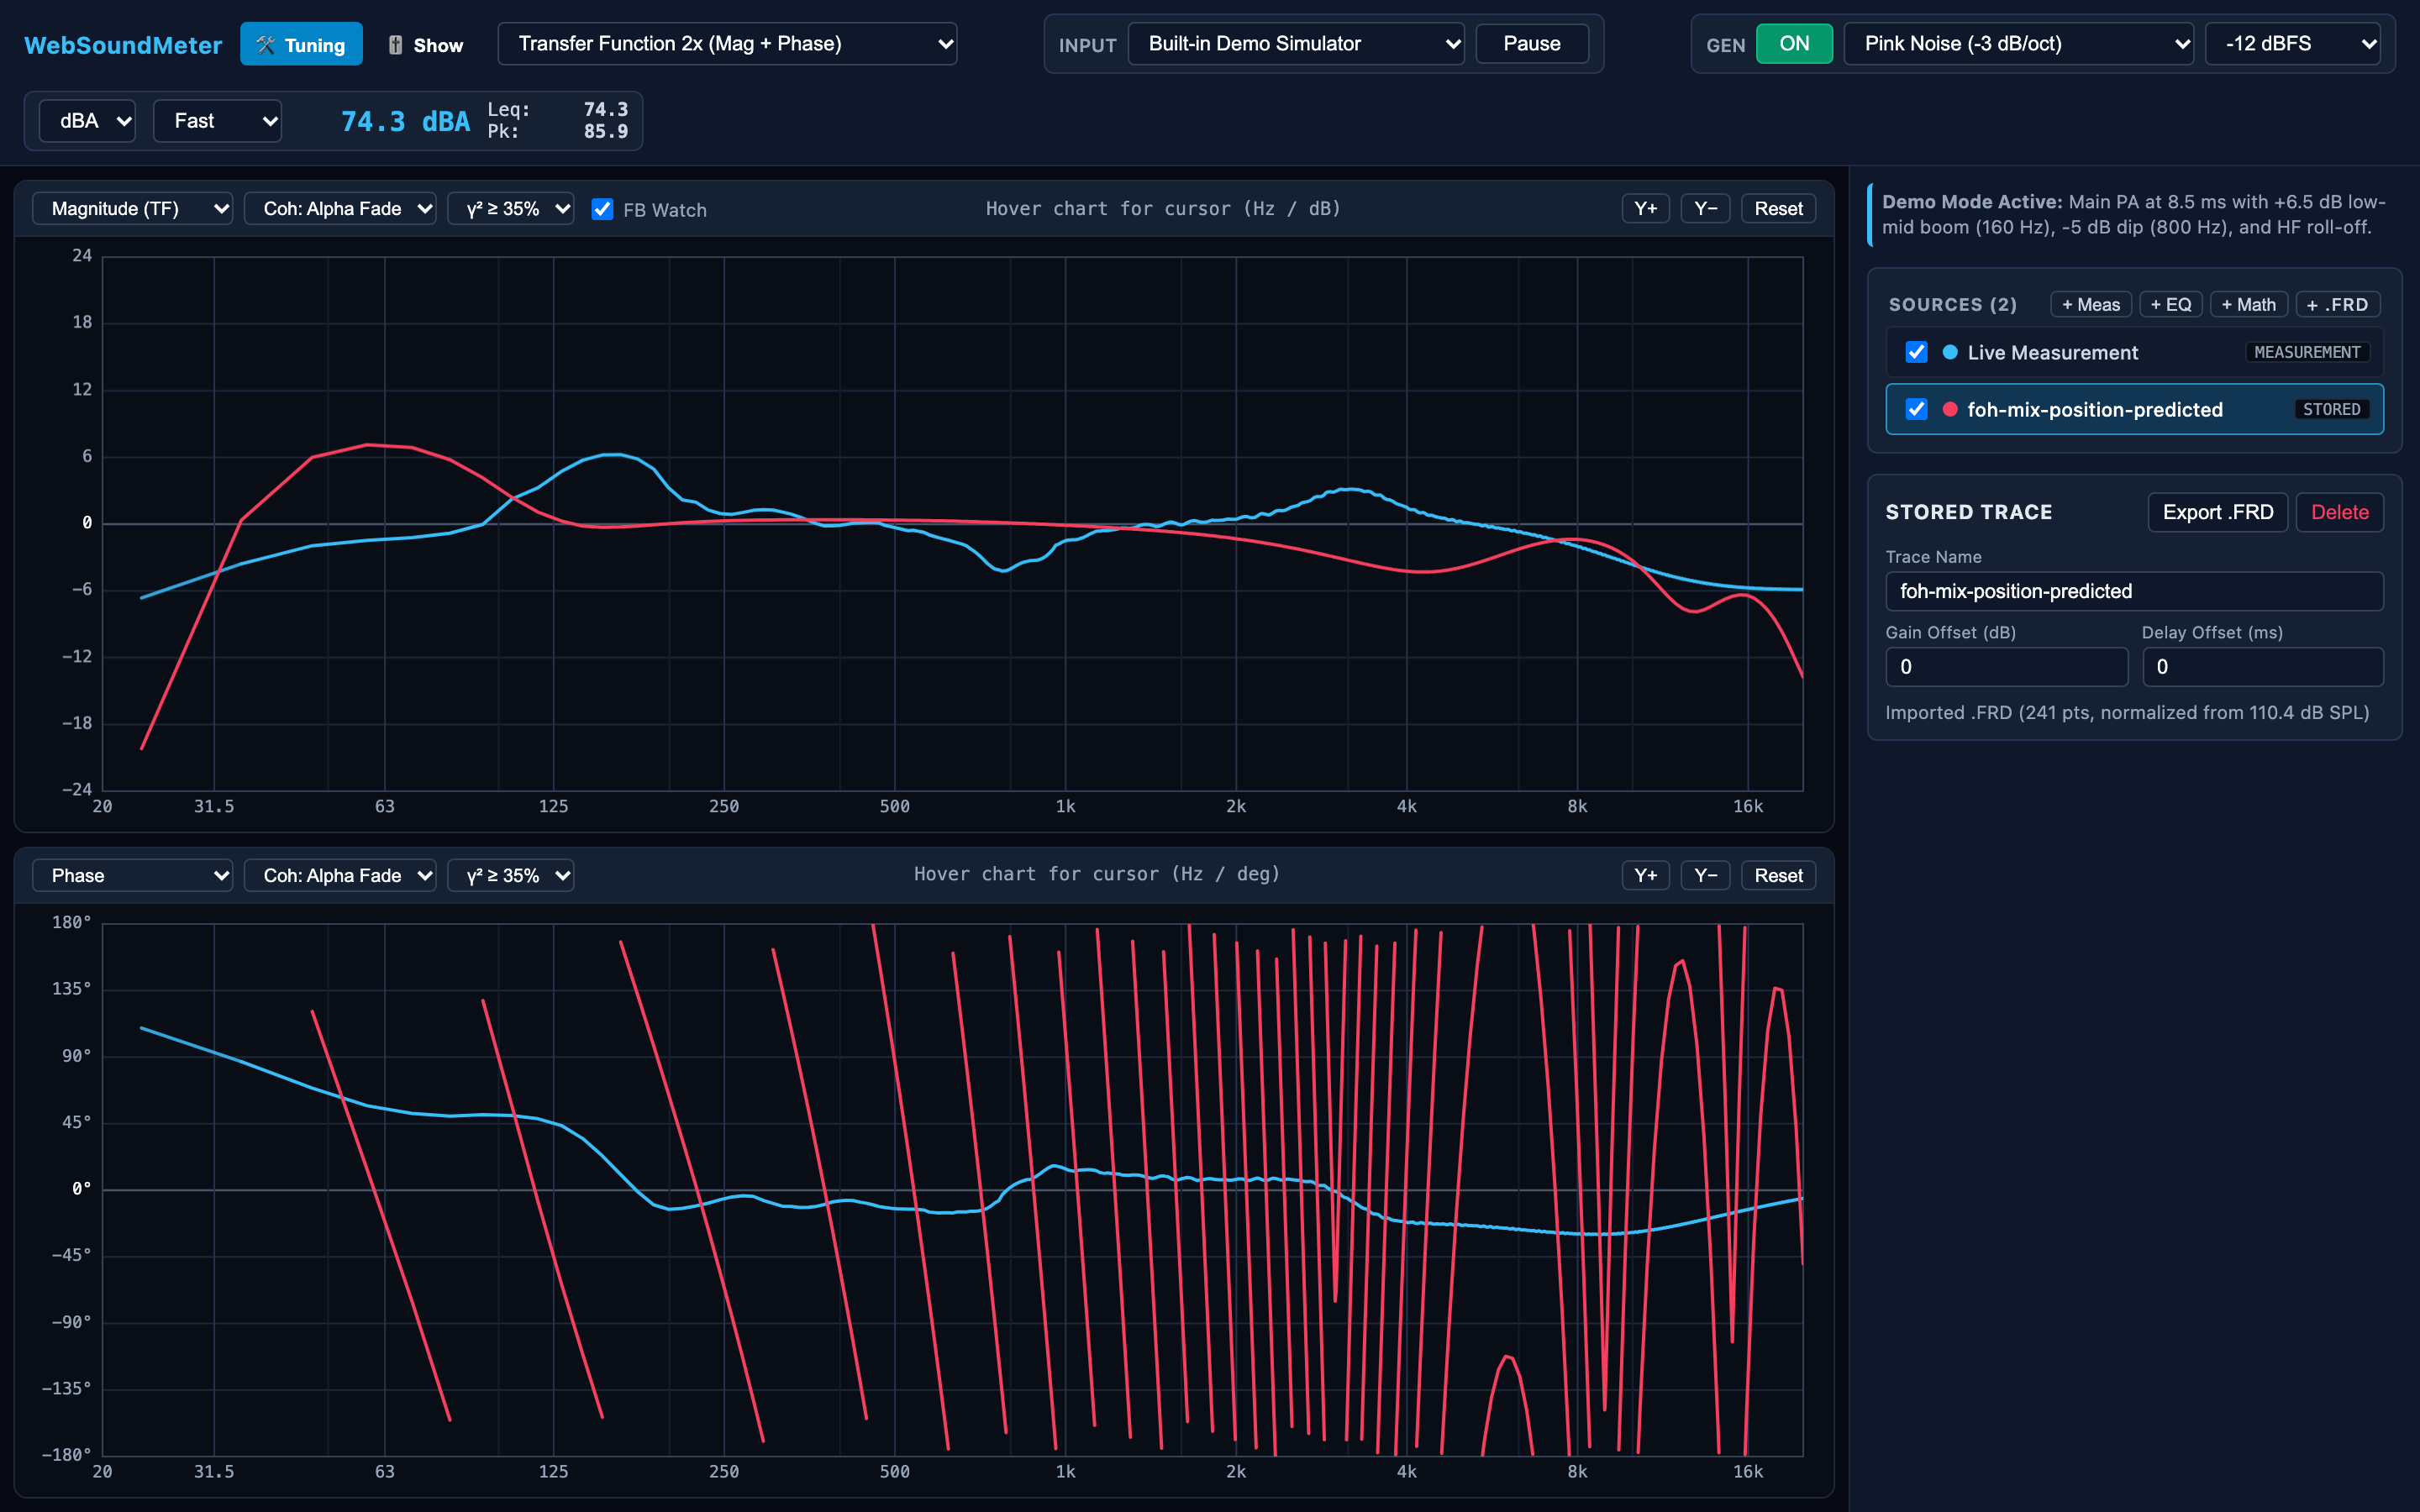 WebSoundMeter
Tuning
Show
Transfer Function 2x (Mag + Phase)
INPUT
Built-in Demo Simulator
Pause
GEN
ON
Pink Noise (-3 dB/oct)
-12 dBFS
dBA
Fast
74.3 dBA
Leq: 74.3
Pk: 85.9
Magnitude (TF)
Coh: Alpha Fade
γ² ≥ 35%
FB Watch
Hover chart for cursor (Hz / dB)
Y+
Y−
Reset
24
18
12
6
0
−6
−12
−18
−24
20 31.5 63 125 250 500 1k 2k 4k 8k 16k
Phase
Coh: Alpha Fade
γ² ≥ 35%
Hover chart for cursor (Hz / deg)
Y+
Y−
Reset
180°
135°
90°
45°
0°
−45°
−90°
−135°
−180°
20 31.5 63 125 250 500 1k 2k 4k 8k 16k
Demo Mode Active: Main PA at 8.5 ms with +6.5 dB low-
mid boom (160 Hz), -5 dB dip (800 Hz), and HF roll-off.
SOURCES (2)
+ Meas
+ EQ
+ Math
+ .FRD
Live Measurement
MEASUREMENT
foh-mix-position-predicted
STORED
STORED TRACE
Export .FRD
Delete
Trace Name
foh-mix-position-predicted
Gain Offset (dB)
Delay Offset (ms)
0
0
Imported .FRD (241 pts, normalized from 110.4 dB SPL)